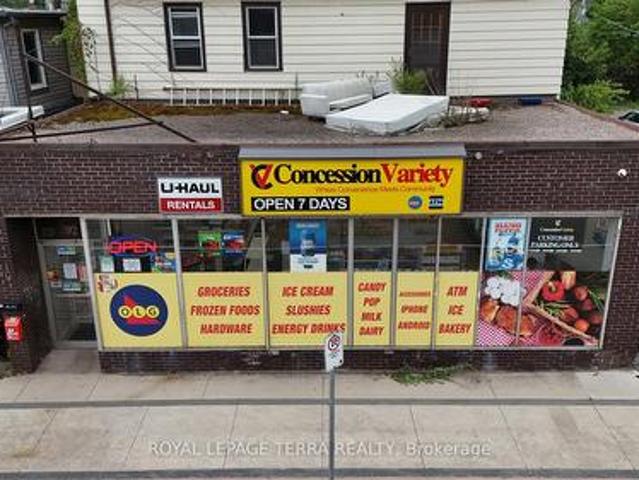 U-HAUL
RENTALS
Concession Variety
Where Convenience Meets Community
OPEN 7 DAYS
OPEN
OLG
GROCERIES
FROZEN FOODS
HARDWARE
ICE CREAM
SLUSHIES
ENERGY DRINKS
CANDY
POP
MILK
DAIRY
ACCESSORIES
IPHONE
ANDROID
ATM
ICE
BAKERY
CUSTOMER
PARKING ONLY
ROYAL LEPAGE TERRA REALTY, Brokerage